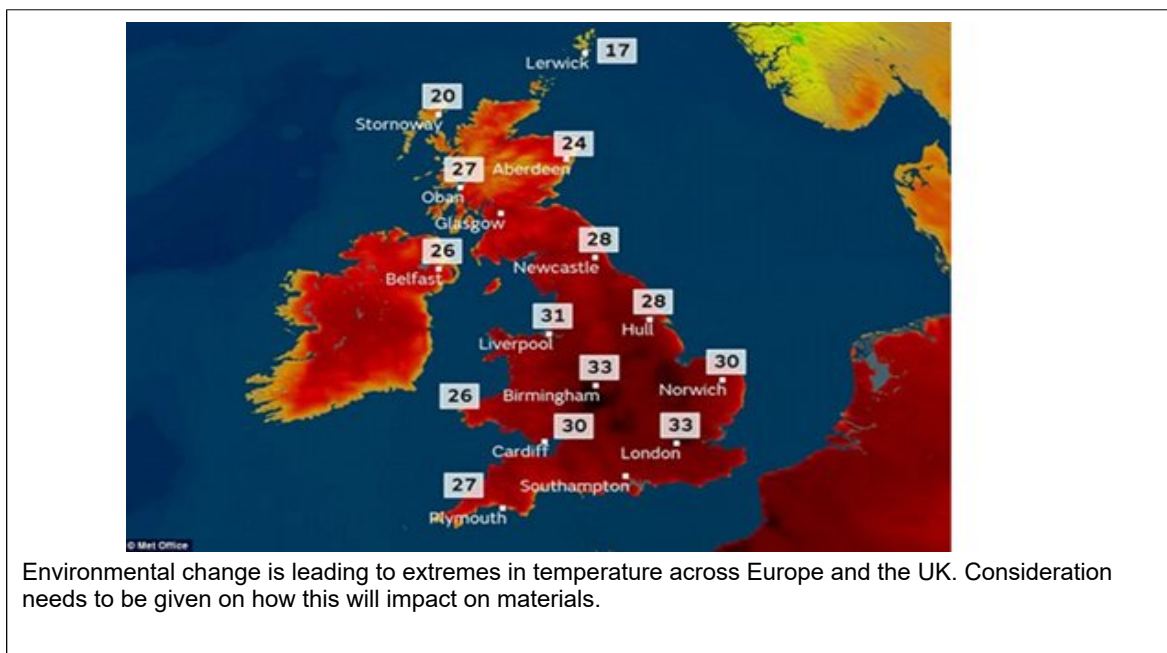 Lerwick 17
20
Stornoway
24
Aberdeen
27
Oban
Glasgow
28
Newcastle
26
Belfast
28
Hull
31
Liverpool
33
Birmingham
30
Norwich
26
30
Cardiff
33
London
27
Southampton
Plymouth
© Met Office
Environmental change is leading to extremes in temperature across Europe and the UK. Consideration
needs to be given on how this will impact on materials.